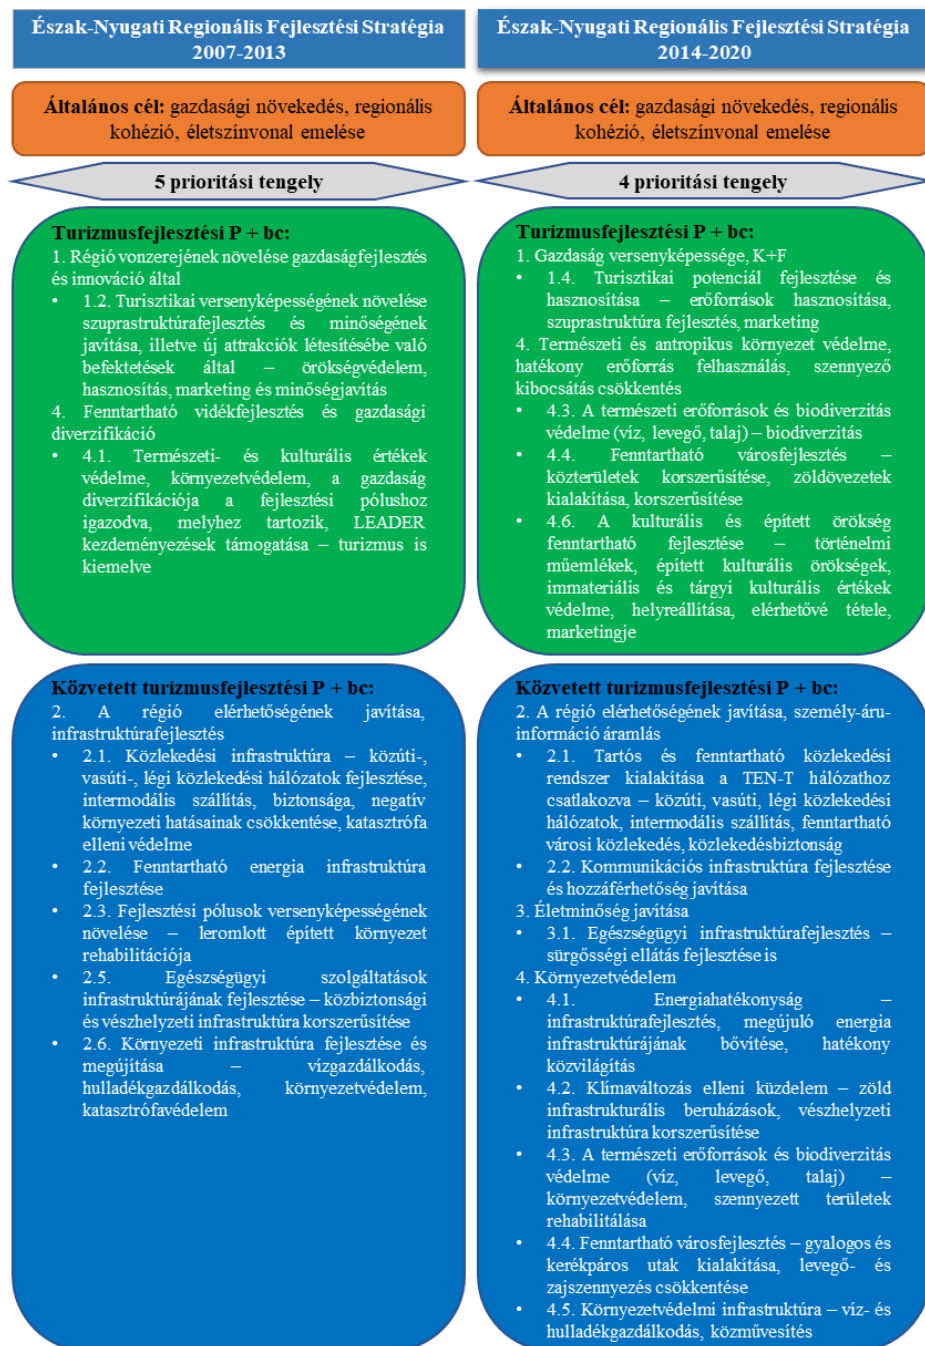 Észak-Nyugati Regionális Fejlesztési Stratégia
2007-2013
Általános cél: gazdasági növekedés, regionális
kohézió, életszínvonal emelése
5 prioritási tengely
Turizmusfejlesztési P + bc:
1. Régió vonzerejének növelése gazdaságfejlesztés
és innováció által
• 1.2. Turisztikai versenyképességének növelése
szuprastruktúrafejlesztés és minőségének
javítása, illetve új attrakciók létesítésébe való
befektetések által – örökségvédelem,
hasznosítás, marketing és minőségjavítás
4. Fenntartható vidékfejlesztés és gazdasági
diverzifikáció
• 4.1. Természeti- és kulturális értékek
védelme, környezetvédelem, a gazdaság
diverzifikációja a fejlesztési pólushoz
igazodva, melyhez tartozik, LEADER
kezdeményezések támogatása – turizmus is
kiemelve
Közvetett turizmusfejlesztési P + bc:
2. A régió elérhetőségének javítása,
infrastruktúrafejlesztés
• 2.1. Közlekedési infrastruktúra – közúti-,
vasúti-, légi közlekedési hálózatok fejlesztése,
intermodális szállítás, biztonsága, negatív
környezeti hatásainak csökkentése, katasztrófa
elleni védelme
• 2.2. Fenntartható energia infrastruktúra
fejlesztése
• 2.3. Fejlesztési pólusok versenyképességének
növelése – leromlott épített környezet
rehabilitációja
• 2.5. Egészségügyi szolgáltatások
infrastruktúrájának fejlesztése – közbiztonsági
és vészhelyzeti infrastruktúra korszerűsítése
• 2.6. Környezeti infrastruktúra fejlesztése és
megújítása – vízgazdálkodás,
hulladékgazdálkodás, környezetvédelem,
katasztrófavédelem
Észak-Nyugati Regionális Fejlesztési Stratégia
2014-2020
Általános cél: gazdasági növekedés, regionális
kohézió, életszínvonal emelése
4 prioritási tengely
Turizmusfejlesztési P + bc:
1. Gazdaság versenyképessége, K+F
• 1.4. Turisztikai potenciál fejlesztése és
hasznosítása – erőforrások hasznosítása,
szuprastruktúra fejlesztés, marketing
4. Természeti és antropikus környezet védelme,
hatékony erőforrás felhasználás, szennyező
kibocsátás csökkentés
• 4.3. A természeti erőforrások és biodiverzitás
védelme (víz, levegő, talaj) – biodiverzitás
• 4.4. Fenntartható városfejlesztés –
közterületek korszerűsítése, zöldövezetek
kialakítása, korszerűsítése
• 4.6. A kulturális és épített örökség
fenntartható fejlesztése – történelmi
műemlékek, épített kulturális örökségek,
immateriális és tárgyi kulturális értékek
védelme, helyreállítása, elérhetővé tétele,
marketingje
Közvetett turizmusfejlesztési P + bc:
2. A régió elérhetőségének javítása, személy-áru-
információ áramlás
• 2.1. Tartós és fenntartható közlekedési
rendszer kialakítása a TEN-T hálózathoz
csatlakozva – közúti, vasúti, légi közlekedési
hálózatok, intermodális szállítás, fenntartható
városi közlekedés, közlekedésbiztonság
• 2.2. Kommunikációs infrastruktúra fejlesztése
és hozzáférhetőség javítása
3. Életminőség javítása
• 3.1. Egészségügyi infrastruktúrafejlesztés –
sürgősségi ellátás fejlesztése is
4. Környezetvédelem
• 4.1. Energiahatékonyság –
infrastruktúrafejlesztés, megújuló energia
infrastruktúrájának bővítése, hatékony
közvilágítás
• 4.2. Klímaváltozás elleni küzdelem – zöld
infrastrukturális beruházások, vészhelyzeti
infrastruktúra korszerűsítése
• 4.3. A természeti erőforrások és biodiverzitás
védelme (víz, levegő, talaj) –
környezetvédelem, szennyezett területek
rehabilitálása
• 4.4. Fenntartható városfejlesztés – gyalogos és
kerékpáros utak kialakítása, levegő- és
zajszennyezés csökkentése
• 4.5. Környezetvédelmi infrastruktúra – víz- és
hulladékgazdálkodás, közművesítés